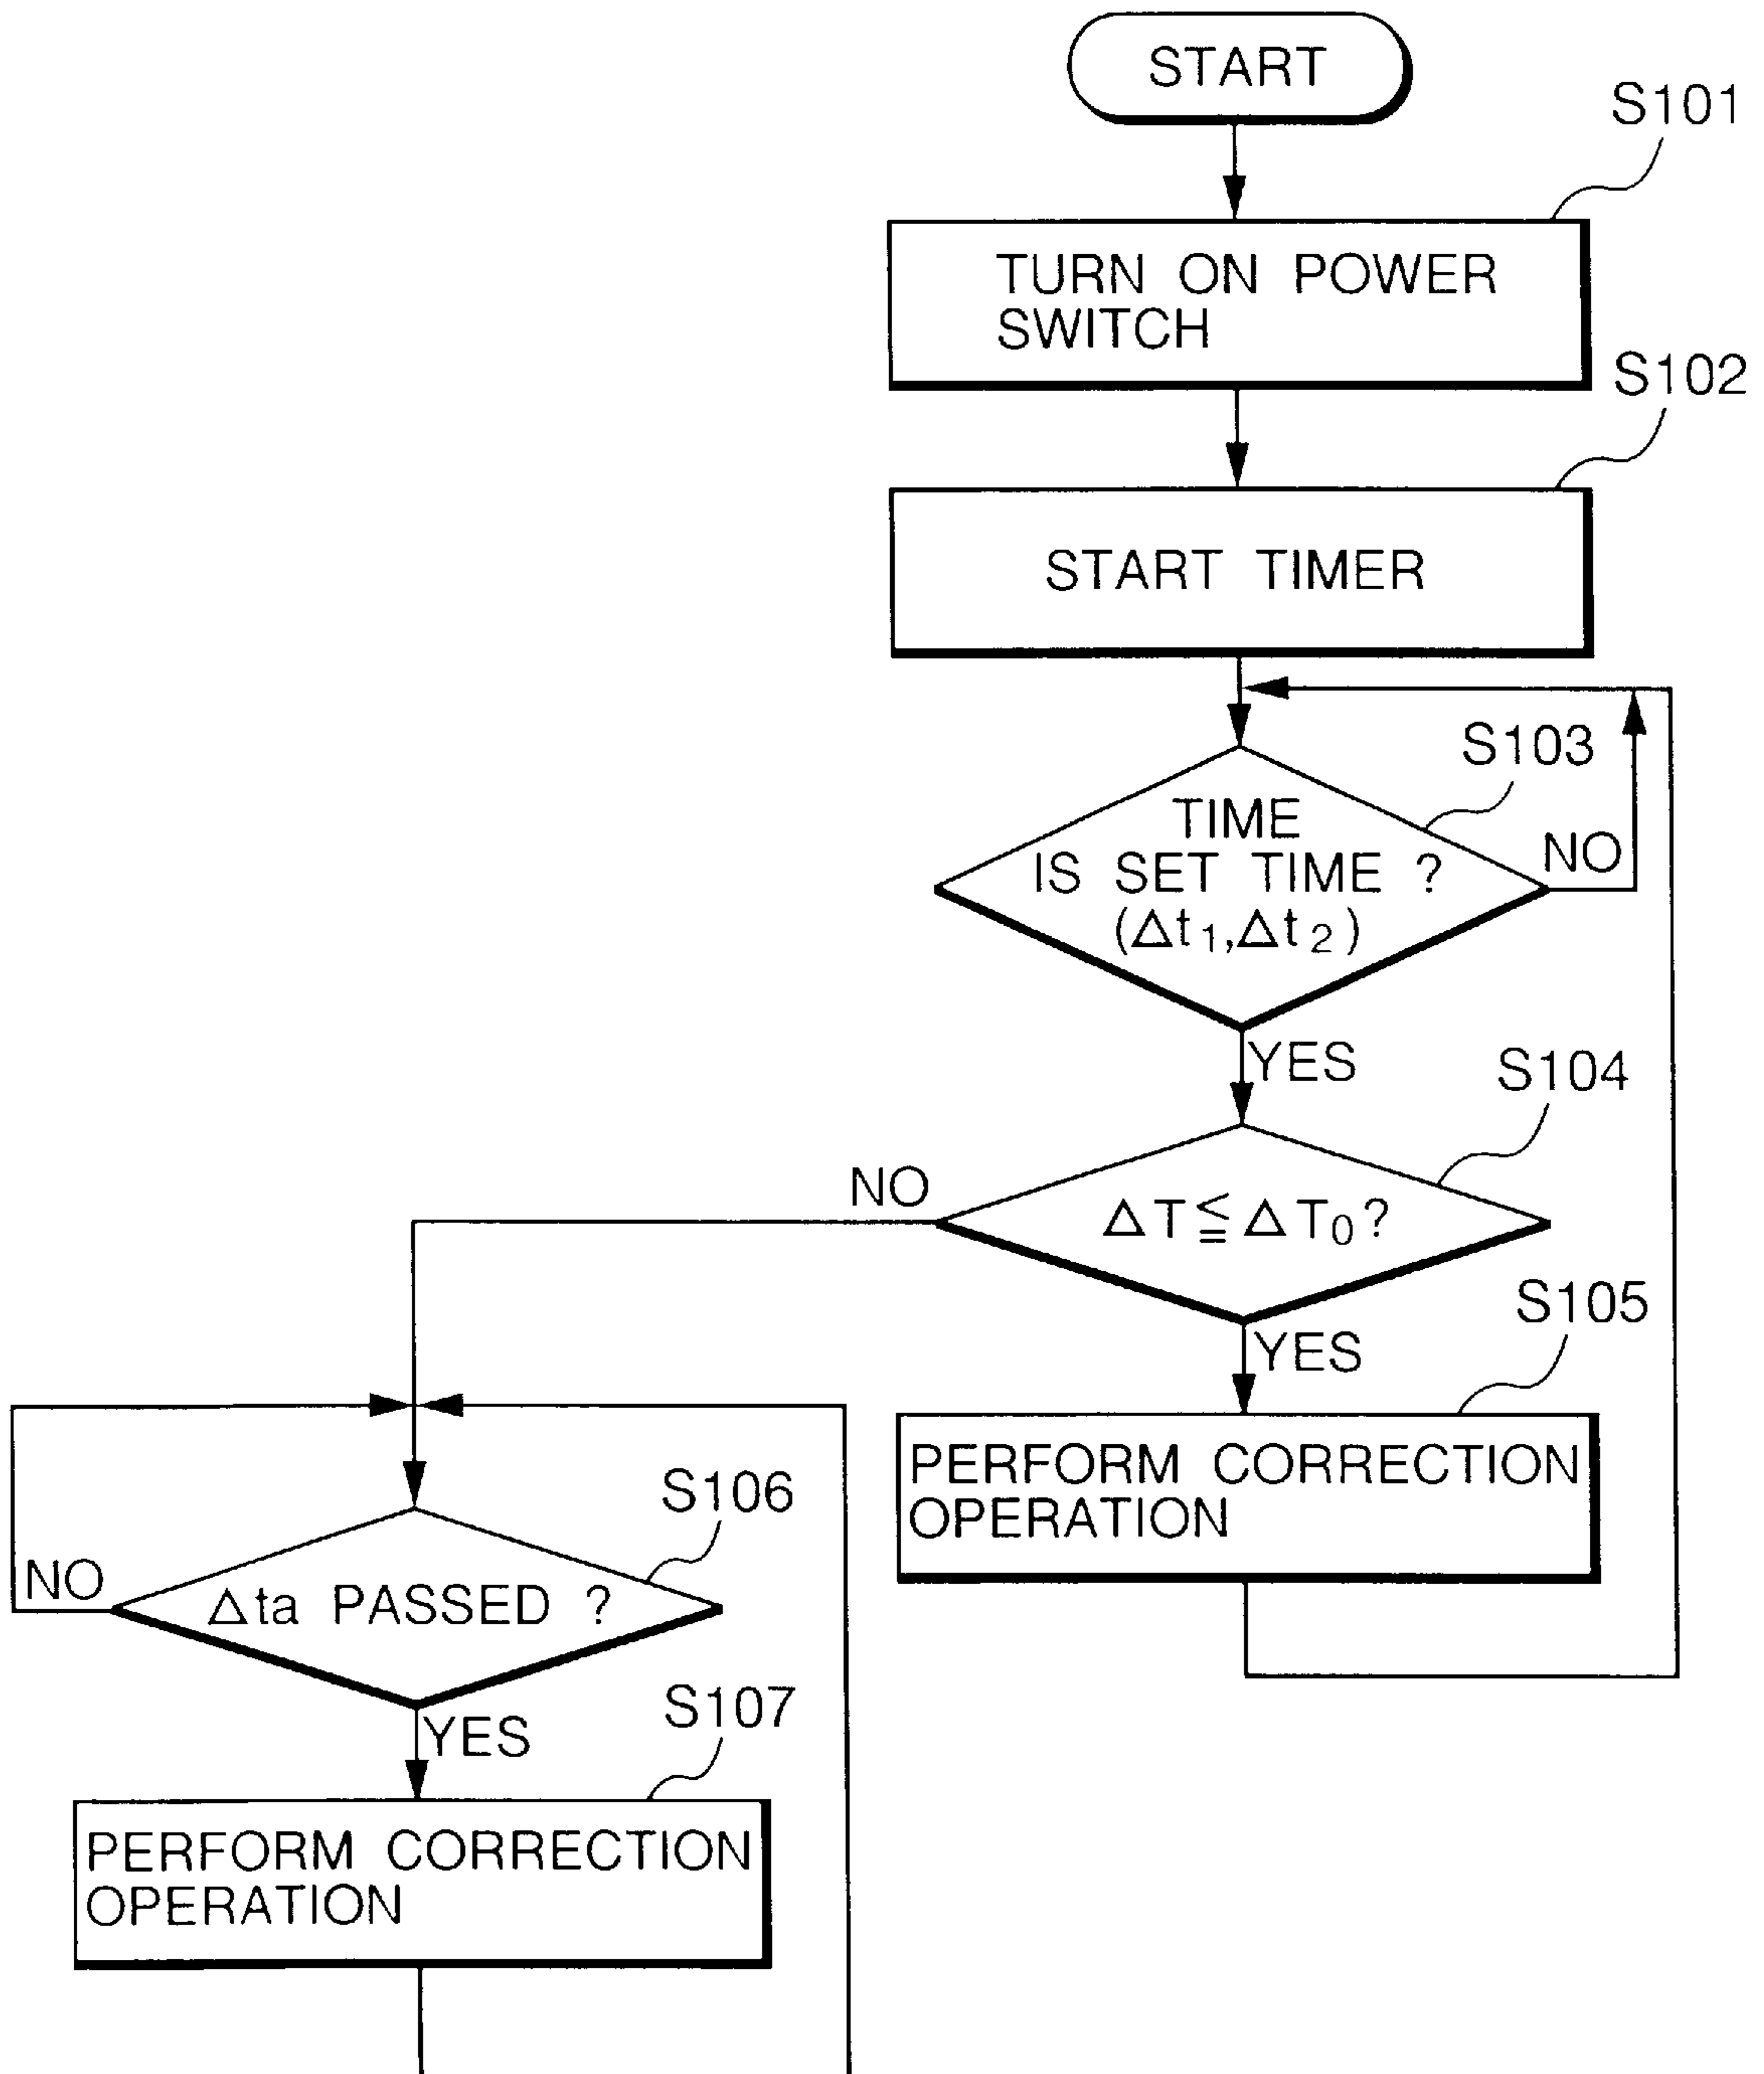 START
S101
TURN ON POWER
SWITCH
S102
START TIMER
S103
TIME
IS SET TIME ?
(Δt1,Δt2)
NO
YES
S104
NO
ΔT≦ΔT0?
YES
S105
PERFORM CORRECTION
OPERATION
S106
NO
Δta PASSED ?
YES
S107
PERFORM CORRECTION
OPERATION